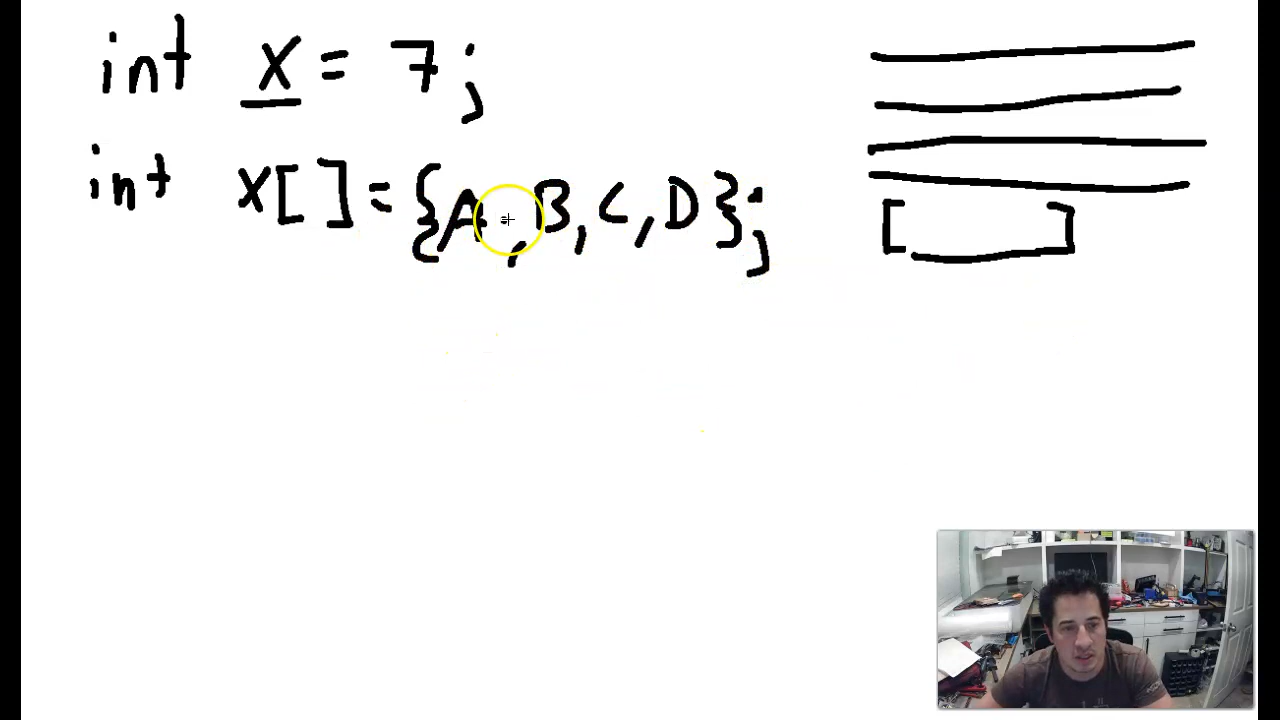 int x = 7;
int x[] = {A, B, C, D};
[ ]